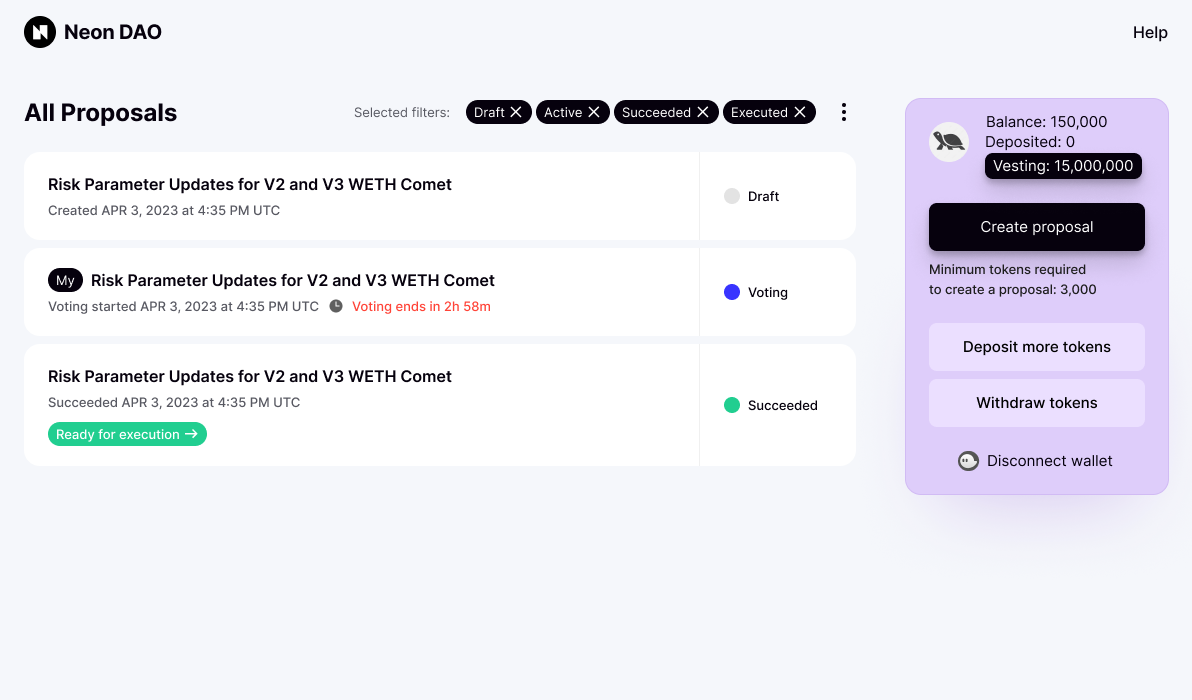 Neon DAO
Help
All Proposals
Selected filters:
Draft
Active
Succeeded
Executed
Risk Parameter Updates for V2 and V3 WETH Comet
Created APR 3, 2023 at 4:35 PM UTC
Draft
My Risk Parameter Updates for V2 and V3 WETH Comet
Voting started APR 3, 2023 at 4:35 PM UTC Voting ends in 2h 58m
Voting
Risk Parameter Updates for V2 and V3 WETH Comet
Succeeded APR 3, 2023 at 4:35 PM UTC
Ready for execution →
Succeeded
Balance: 150,000
Deposited: 0
Vesting: 15,000,000
Create proposal
Minimum tokens required
to create a proposal: 3,000
Deposit more tokens
Withdraw tokens
Disconnect wallet